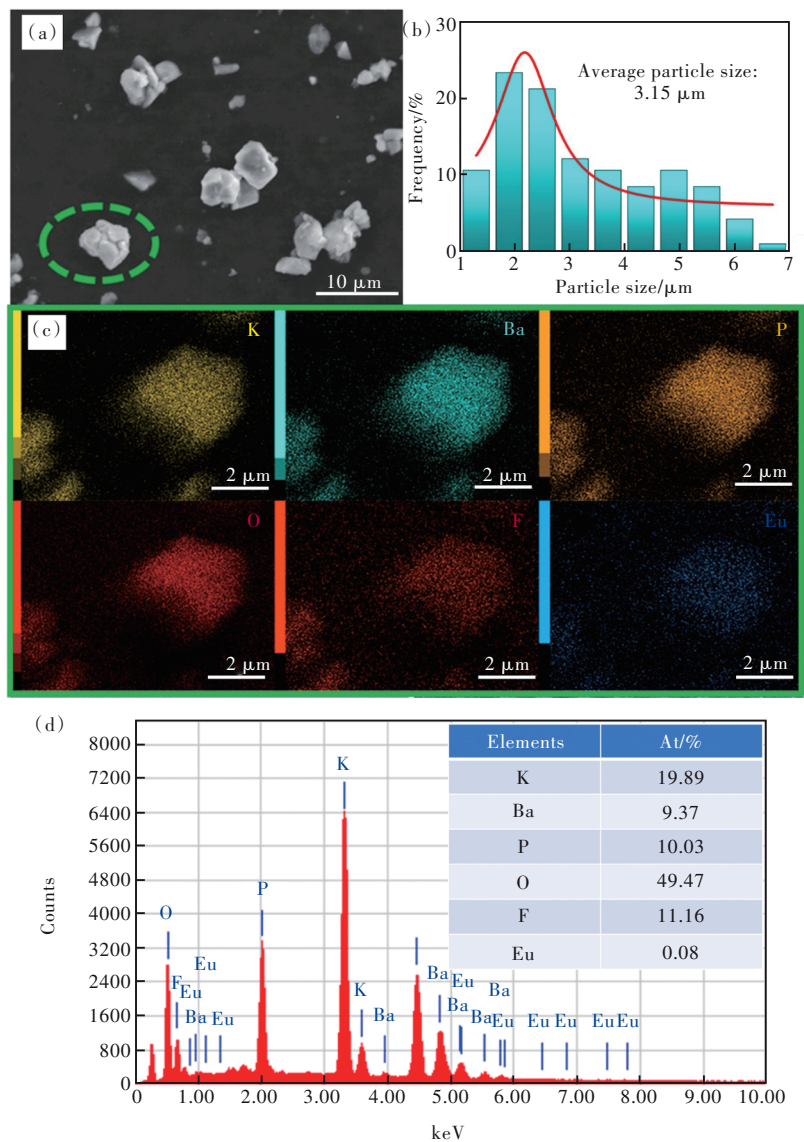 (a)
10 μm
(b)
30
20
10
0
Frequency/%
Average particle size:
3.15 μm
1 2 3 4 5 6 7
Particle size/μm
(c)
K
2 μm
Ba
2 μm
P
2 μm
O
2 μm
F
2 μm
Eu
2 μm
(d)
8000
7200
6400
5600
4800
4000
3200
2400
1600
800
0
Counts
O
F
Eu
Eu
Ba
Eu
P
K
K
Ba
Ba
Eu
Ba
Ba
Ba
Eu
Eu
Eu
Eu
Eu
0 1.00 2.00 3.00 4.00 5.00 6.00 7.00 8.00 9.00 10.00
keV
Elements At/%
K 19.89
Ba 9.37
P 10.03
O 49.47
F 11.16
Eu 0.08